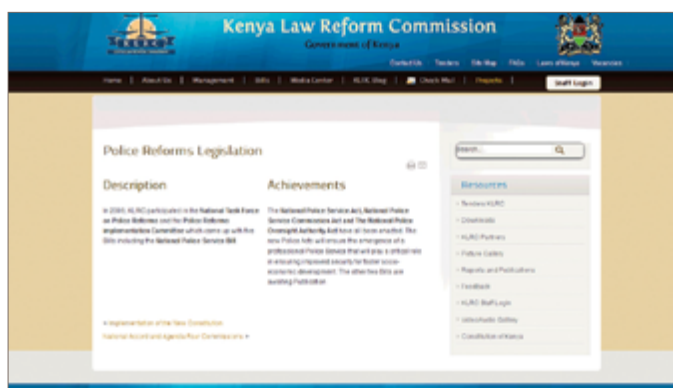 Kenya Law Reform Commission
Government of Kenya
KLRC
Contact Us Tenders Site Map FAQs Laws of Kenya Vacancies
Home | About Us | Management | Bills | Media Center | KLRC Blog | Check Mail | Projects |
Staff Login
Police Reforms Legislation
Search...
Description
In 2009, KLRC participated in the National Task Force
on Police Reforms and the Police Reforms
Implementation Committee which came up with the
Bills including the National Police Service Bill
Achievements
The National Police Service Act, National Police
Service Commission Act and The National Police
Oversight Authority Act have all been enacted. The
new Police Acts will ensure the emergence of a
professional Police Service that will play a critical role
in ensuring improved security for faster socio-
economic development. The other two Bills are
awaiting Publication
« Implementation of the New Constitution
National Accord and Agenda Four Commissions »
Resources
Tenders KLRC
Downloads
KLRC Partners
Picture Gallery
Reports and Publications
Feedback
KLRC Staff Login
Video/Audio Gallery
Constitution of Kenya